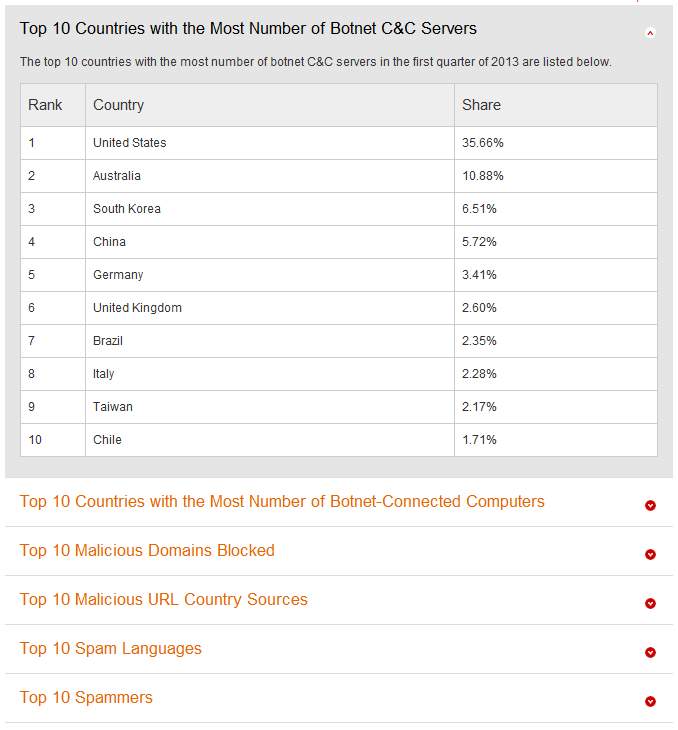 Top 10 Countries with the Most Number of Botnet C&C Servers
The top 10 countries with the most number of botnet C&C servers in the first quarter of 2013 are listed below.
Rank Country Share
1 United States 35.66%
2 Australia 10.88%
3 South Korea 6.51%
4 China 5.72%
5 Germany 3.41%
6 United Kingdom 2.60%
7 Brazil 2.35%
8 Italy 2.28%
9 Taiwan 2.17%
10 Chile 1.71%
Top 10 Countries with the Most Number of Botnet-Connected Computers
Top 10 Malicious Domains Blocked
Top 10 Malicious URL Country Sources
Top 10 Spam Languages
Top 10 Spammers